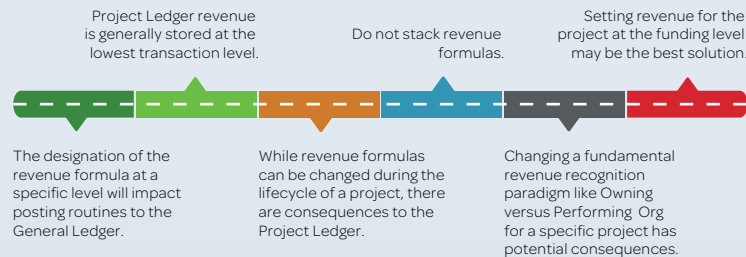 Project Ledger revenue
is generally stored at the
lowest transaction level.
Do not stack revenue
formulas.
Setting revenue for the
project at the funding level
may be the best solution.
The designation of the
revenue formula at a
specific level will impact
posting routines to the
General Ledger.
While revenue formulas
can be changed during the
lifecycle of a project, there
are consequences to the
Project Ledger.
Changing a fundamental
revenue recognition
paradigm like Owning
versus Performing Org
for a specific project has
potential consequences.